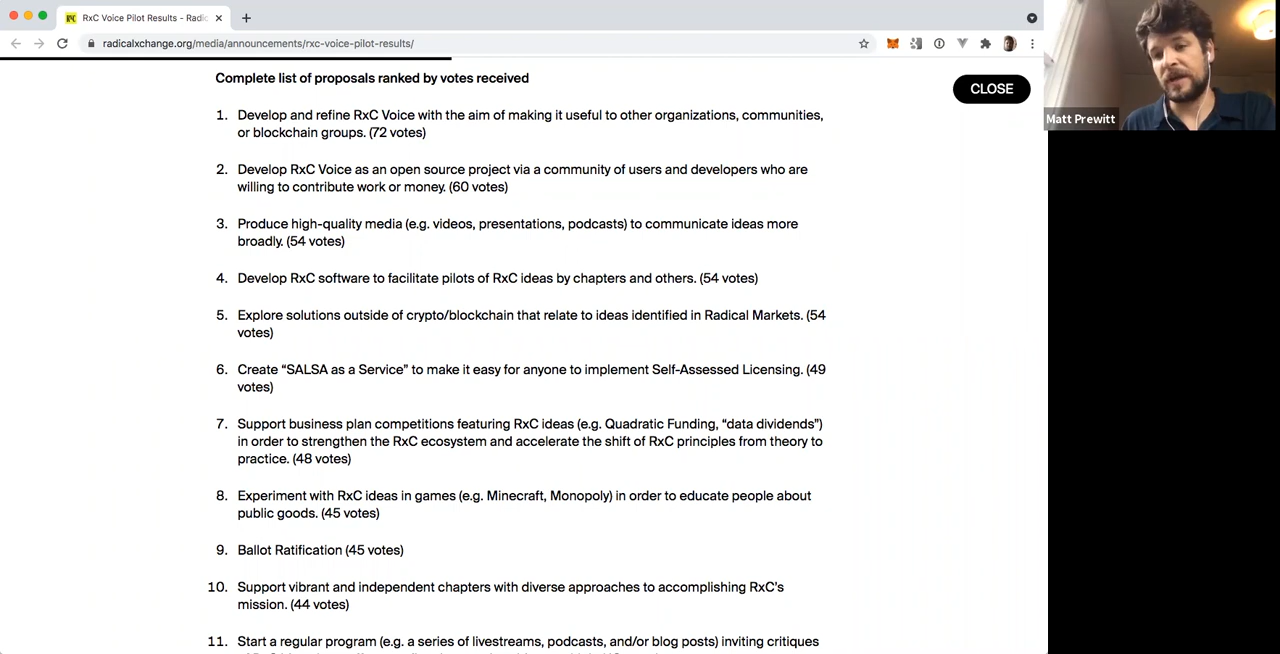 RxC Voice Pilot Results - Radic
radicalxchange.org/media/announcements/rxc-voice-pilot-results/
Complete list of proposals ranked by votes received
CLOSE
Matt Prewitt
1. Develop and refine RxC Voice with the aim of making it useful to other organizations, communities,
or blockchain groups. (72 votes)
2. Develop RxC Voice as an open source project via a community of users and developers who are
willing to contribute work or money. (60 votes)
3. Produce high-quality media (e.g. videos, presentations, podcasts) to communicate ideas more
broadly. (54 votes)
4. Develop RxC software to facilitate pilots of RxC ideas by chapters and others. (54 votes)
5. Explore solutions outside of crypto/blockchain that relate to ideas identified in Radical Markets. (54
votes)
6. Create “SALSA as a Service” to make it easy for anyone to implement Self-Assessed Licensing. (49
votes)
7. Support business plan competitions featuring RxC ideas (e.g. Quadratic Funding, “data dividends”)
in order to strengthen the RxC ecosystem and accelerate the shift of RxC principles from theory to
practice. (48 votes)
8. Experiment with RxC ideas in games (e.g. Minecraft, Monopoly) in order to educate people about
public goods. (45 votes)
9. Ballot Ratification (45 votes)
10. Support vibrant and independent chapters with diverse approaches to accomplishing RxC's
mission. (44 votes)
11. Start a regular program (e.g. a series of livestreams, podcasts, and/or blog posts) inviting critiques